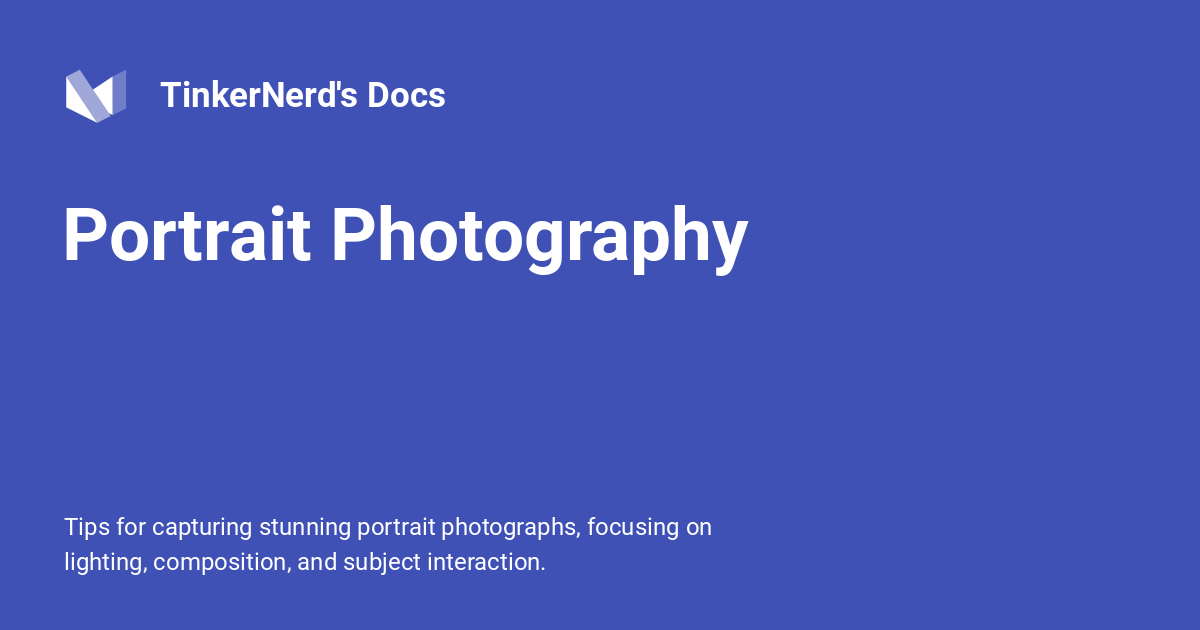 TinkerNerd's Docs
Portrait Photography
Tips for capturing stunning portrait photographs, focusing on
lighting, composition, and subject interaction.